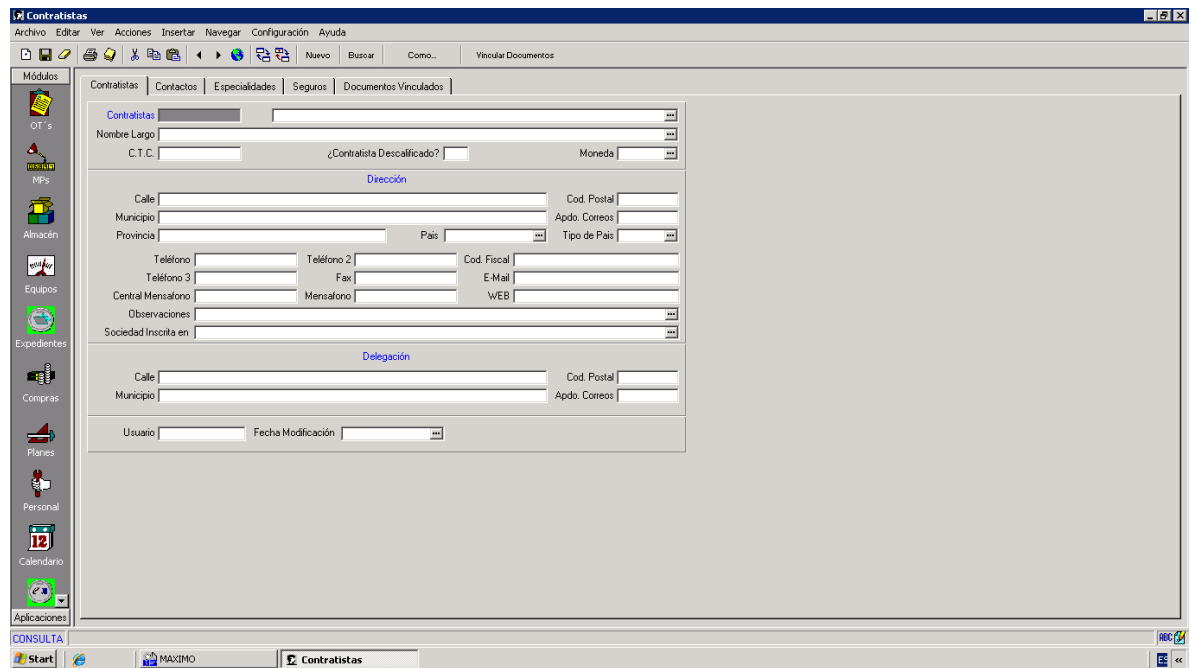 Contratistas
Archivo Editar Ver Acciones Insertar Navegar Configuración Ayuda
Nuevo Buscar Como... Vincular Documentos
Módulos
Contratistas Contactos Especialidades Seguros Documentos Vinculados
Contratistas
Nombre Largo
C.T.C. ¿Contratista Descalificado? Moneda
Dirección
Calle Cod. Postal
Municipio Apdo. Correos
Provincia Pais Tipo de Pais
Teléfono Teléfono 2 Cod. Fiscal
Teléfono 3 Fax E-Mail
Central Mensafono Mensafono WEB
Observaciones
Sociedad Inscrita en
Delegación
Calle Cod. Postal
Municipio Apdo. Correos
Usuario Fecha Modificación
OT´s
MPs
Almacén
Equipos
Expedientes
Compras
Planes
Personal
12
Calendario
Aplicaciones
CONSULTA ABC
Start MAXIMO Contratistas ES «